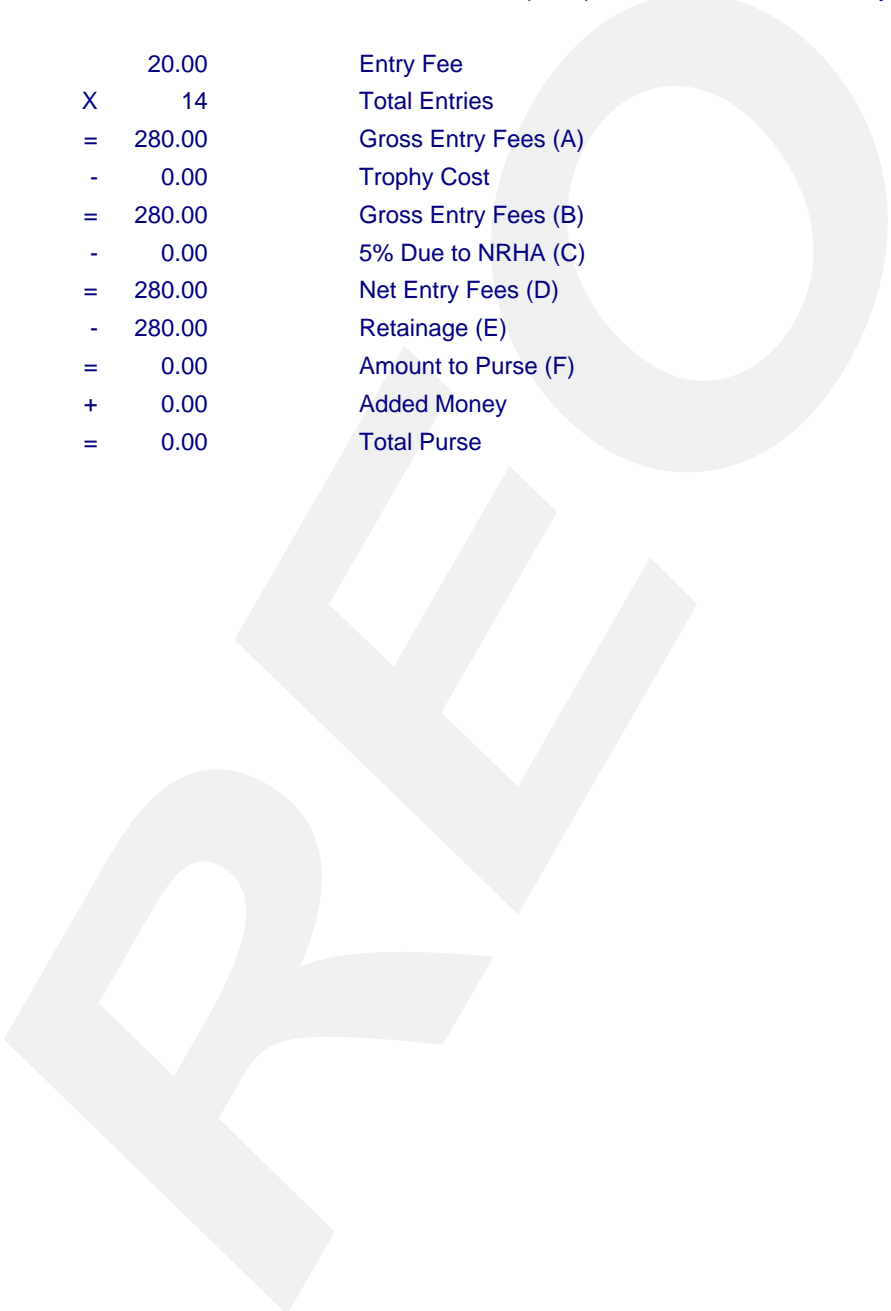 20.00 Entry Fee
X 14 Total Entries
= 280.00 Gross Entry Fees (A)
- 0.00 Trophy Cost
= 280.00 Gross Entry Fees (B)
- 0.00 5% Due to NRHA (C)
= 280.00 Net Entry Fees (D)
- 280.00 Retainage (E)
= 0.00 Amount to Purse (F)
+ 0.00 Added Money
= 0.00 Total Purse
REO